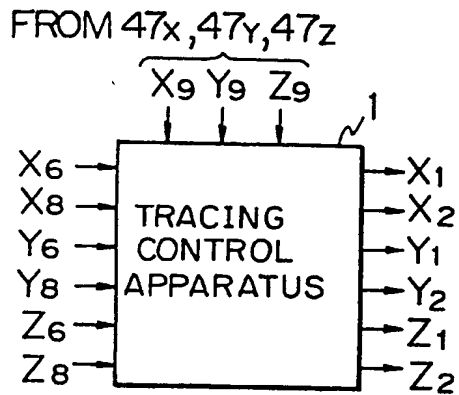 FROM 47X, 47Y, 47Z
X9 Y9 Z9
1
X6
X8
Y6
Y8
Z6
Z8
TRACING
CONTROL
APPARATUS
X1
X2
Y1
Y2
Z1
Z2